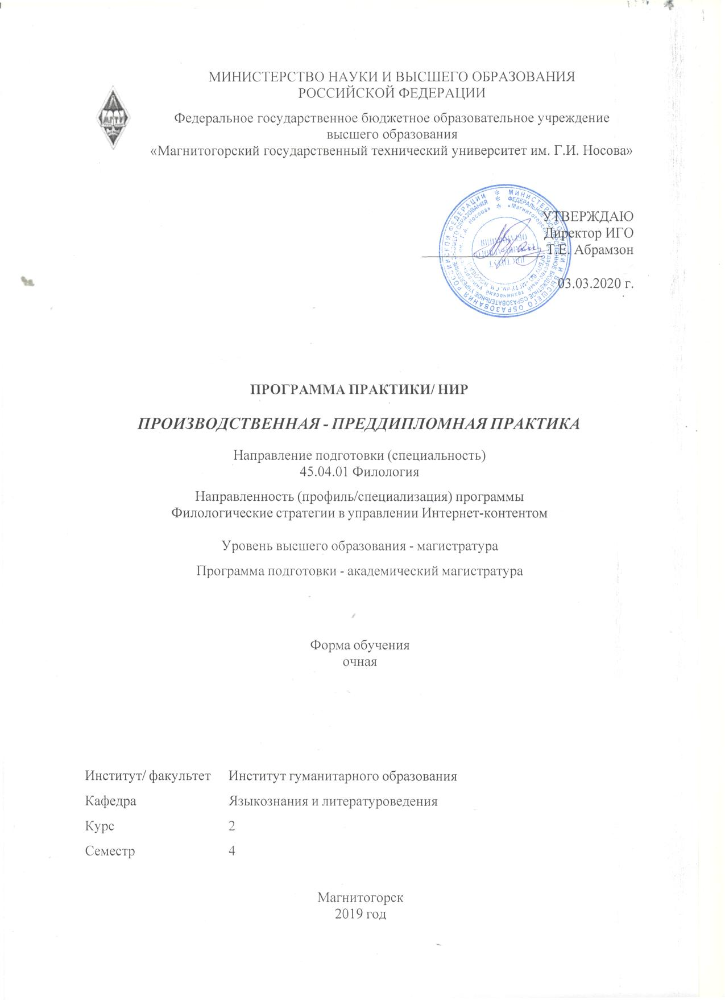 МИНИСТЕРСТВО НАУКИ И ВЫСШЕГО ОБРАЗОВАНИЯ
РОССИЙСКОЙ ФЕДЕРАЦИИ
МГТУ
Федеральное государственное бюджетное образовательное учреждение
высшего образования
«Магнитогорский государственный технический университет им. Г.И. Носова»
УТВЕРЖДАЮ
Директор ИГО
Т.Е. Абрамзон
03.03.2020 г.
ПРОГРАММА ПРАКТИКИ/ НИР
ПРОИЗВОДСТВЕННАЯ - ПРЕДДИПЛОМНАЯ ПРАКТИКА
Направление подготовки (специальность)
45.04.01 Филология
Направленность (профиль/специализация) программы
Филологические стратегии в управлении Интернет-контентом
Уровень высшего образования - магистратура
Программа подготовки - академический магистратура
Форма обучения
очная
Институт/ факультет Институт гуманитарного образования
Кафедра Языкознания и литературоведения
Курс 2
Семестр 4
Магнитогорск
2019 год